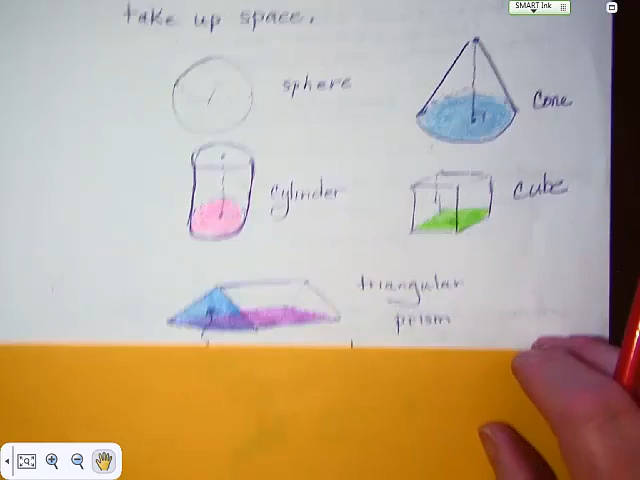 take up space.
SMART Ink
sphere
cone
cylinder
cube
triangular
prism